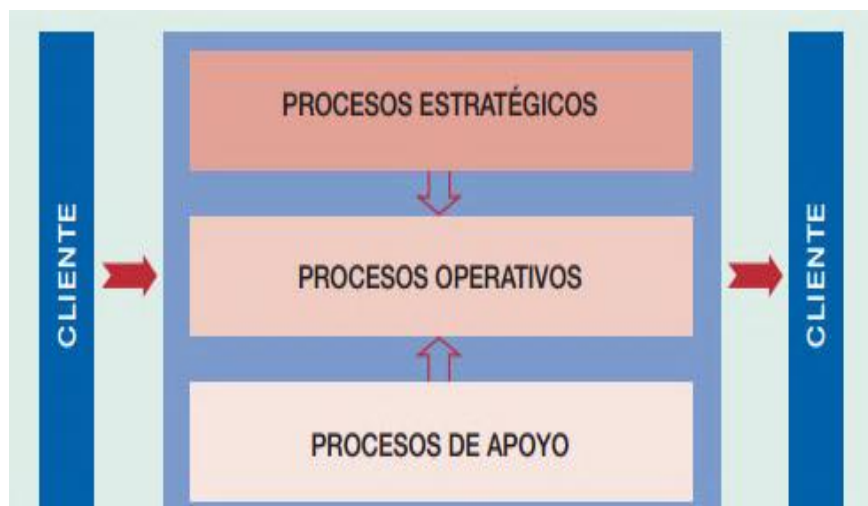 CLIENTE
PROCESOS ESTRATÉGICOS
PROCESOS OPERATIVOS
PROCESOS DE APOYO
CLIENTE